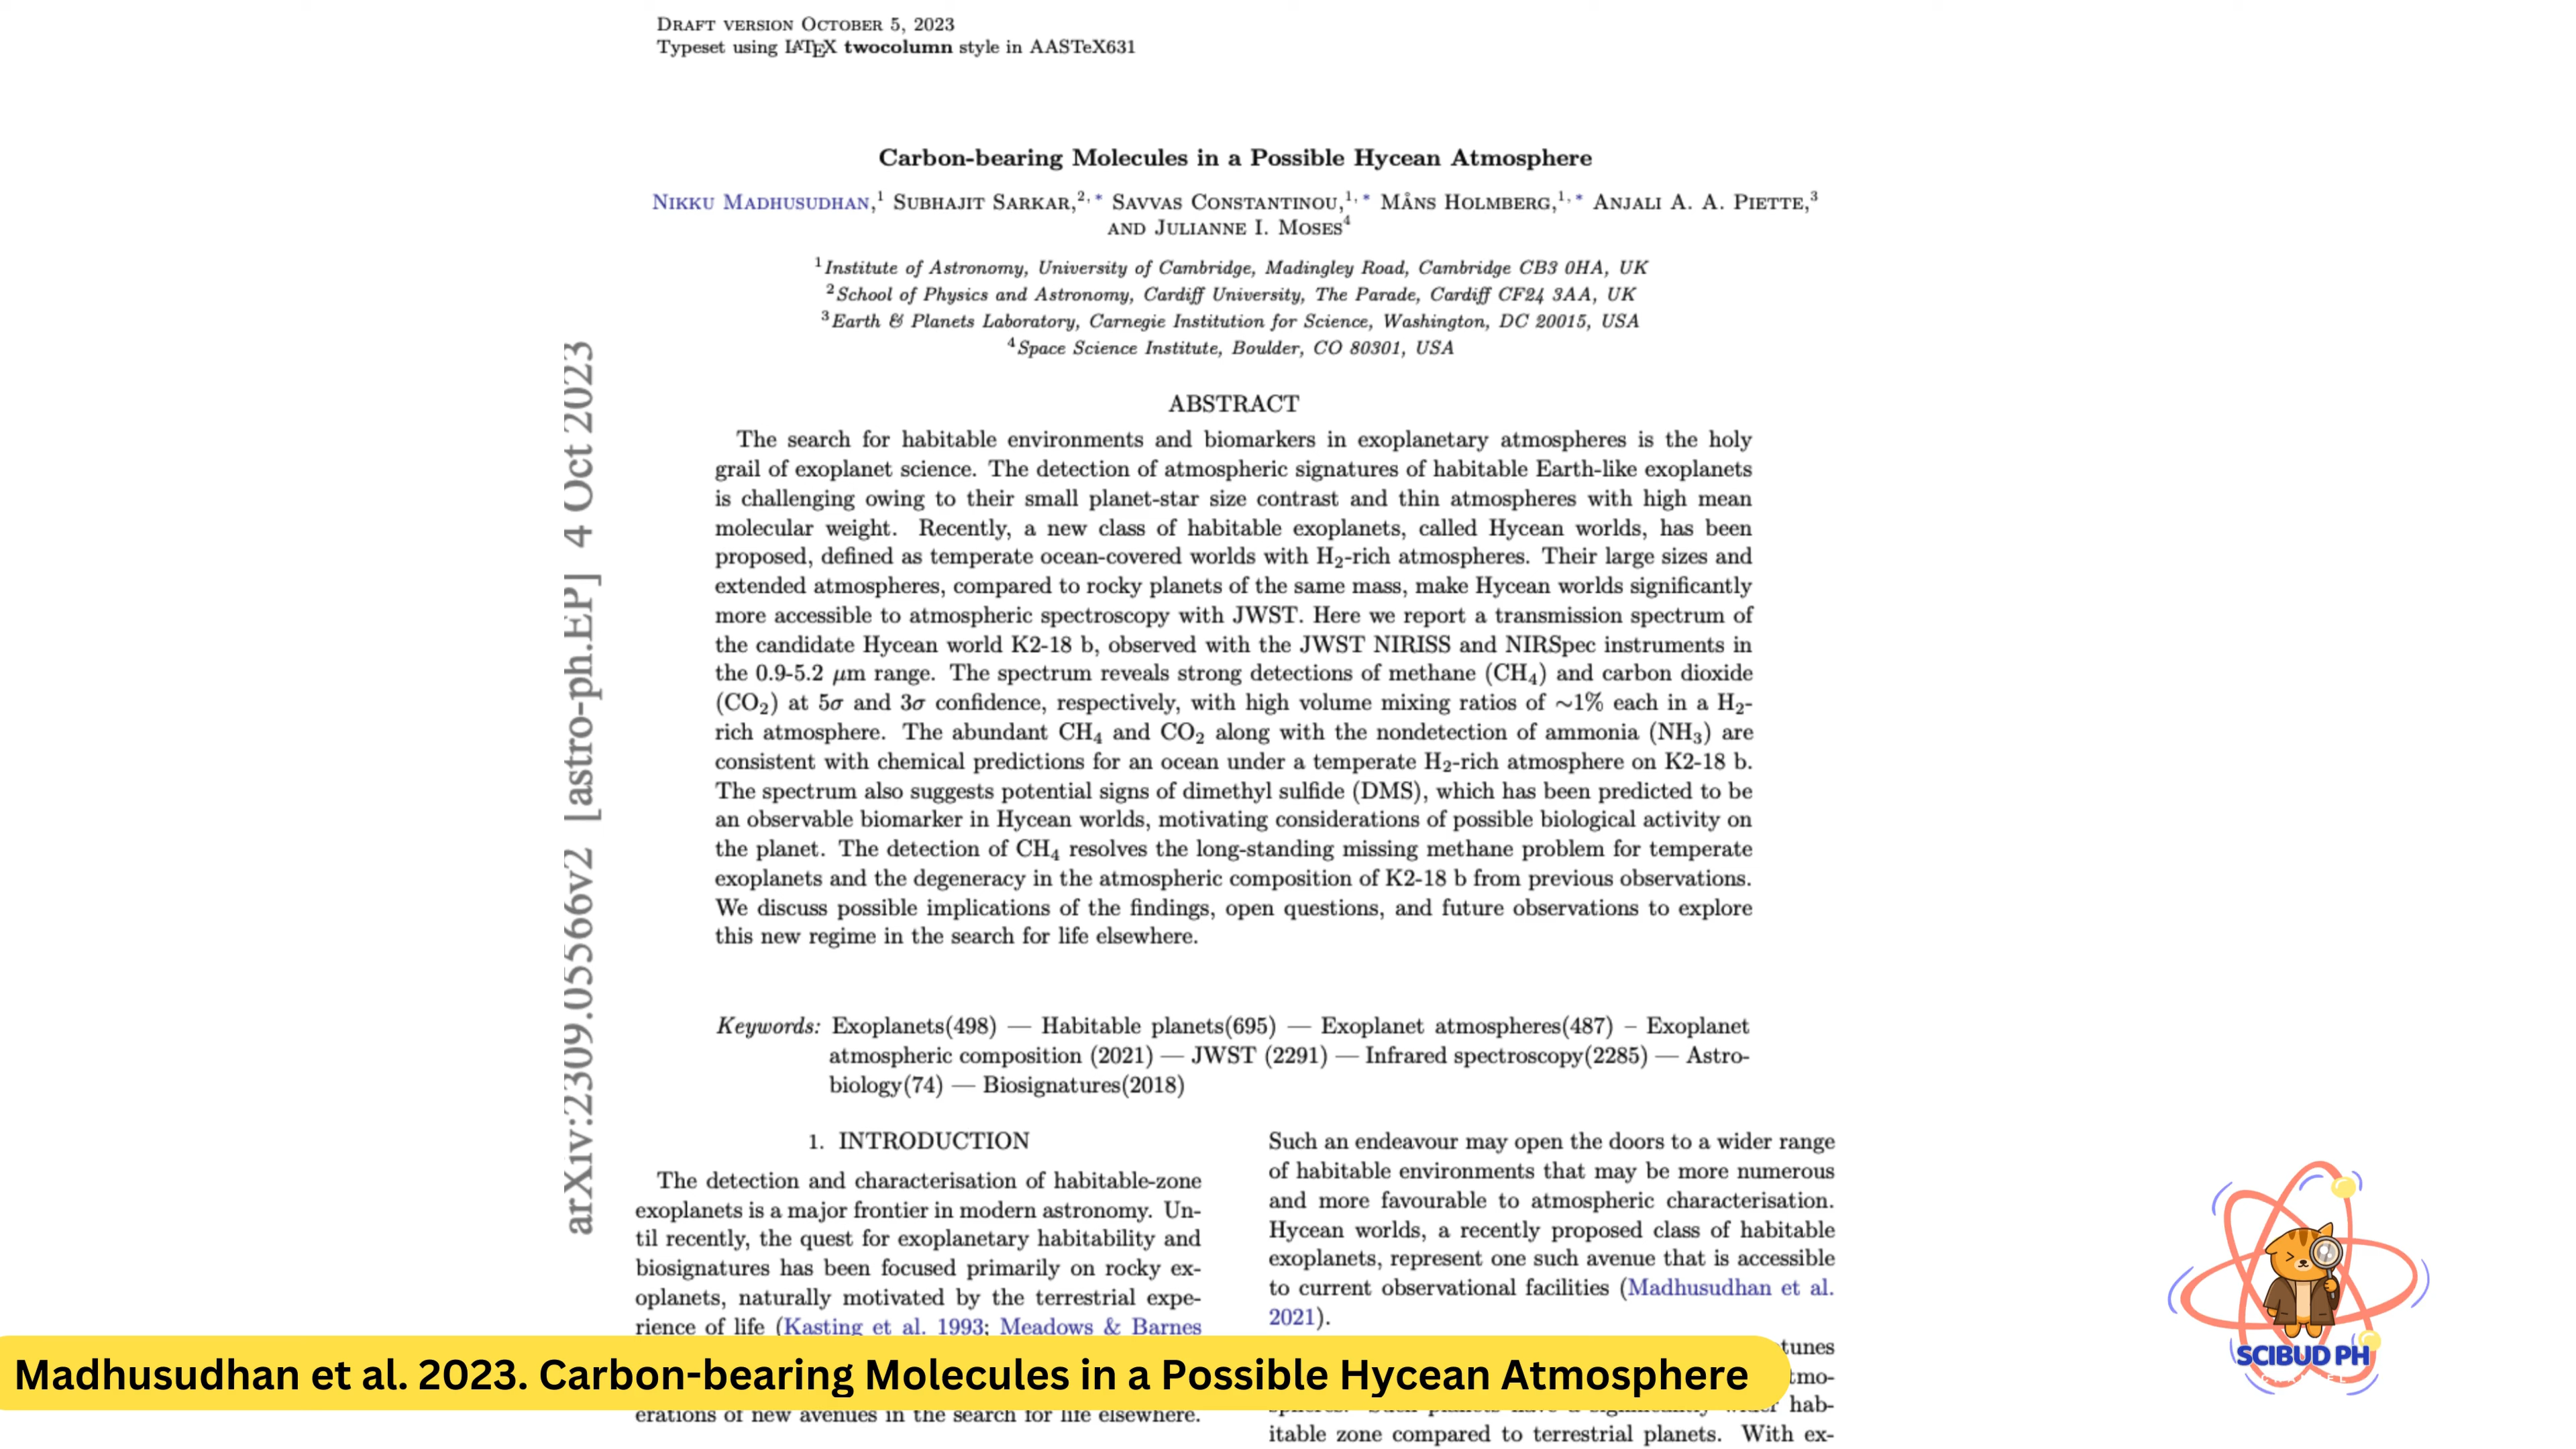 DRAFT VERSION OCTOBER 5, 2023
Typeset using LATEX twocolumn style in AASTeX631
Carbon-bearing Molecules in a Possible Hycean Atmosphere
NIKKU MADHUSUDHAN,1 SUBHAJIT SARKAR,2, * SAVVAS CONSTANTINOU,1, * MÅNS HOLMBERG,1, * ANJALI A. A. PIETTE,3
AND JULIANNE I. MOSES4
1 Institute of Astronomy, University of Cambridge, Madingley Road, Cambridge CB3 0HA, UK
2 School of Physics and Astronomy, Cardiff University, The Parade, Cardiff CF24 3AA, UK
3 Earth & Planets Laboratory, Carnegie Institution for Science, Washington, DC 20015, USA
4 Space Science Institute, Boulder, CO 80301, USA
arXiv:2309.05566v2 [astro-ph.EP] 4 Oct 2023
ABSTRACT
The search for habitable environments and biomarkers in exoplanetary atmospheres is the holy
grail of exoplanet science. The detection of atmospheric signatures of habitable Earth-like exoplanets
is challenging owing to their small planet-star size contrast and thin atmospheres with high mean
molecular weight. Recently, a new class of habitable exoplanets, called Hycean worlds, has been
proposed, defined as temperate ocean-covered worlds with H2-rich atmospheres. Their large sizes and
extended atmospheres, compared to rocky planets of the same mass, make Hycean worlds significantly
more accessible to atmospheric spectroscopy with JWST. Here we report a transmission spectrum of
the candidate Hycean world K2-18 b, observed with the JWST NIRISS and NIRSpec instruments in
the 0.9-5.2 μm range. The spectrum reveals strong detections of methane (CH4) and carbon dioxide
(CO2) at 5σ and 3σ confidence, respectively, with high volume mixing ratios of ~1% each in a H2-
rich atmosphere. The abundant CH4 and CO2 along with the nondetection of ammonia (NH3) are
consistent with chemical predictions for an ocean under a temperate H2-rich atmosphere on K2-18 b.
The spectrum also suggests potential signs of dimethyl sulfide (DMS), which has been predicted to be
an observable biomarker in Hycean worlds, motivating considerations of possible biological activity on
the planet. The detection of CH4 resolves the long-standing missing methane problem for temperate
exoplanets and the degeneracy in the atmospheric composition of K2-18 b from previous observations.
We discuss possible implications of the findings, open questions, and future observations to explore
this new regime in the search for life elsewhere.
Keywords: Exoplanets(498) — Habitable planets(695) — Exoplanet atmospheres(487) – Exoplanet
atmospheric composition (2021) — JWST (2291) — Infrared spectroscopy(2285) — Astro-
biology(74) — Biosignatures(2018)
1. INTRODUCTION
The detection and characterisation of habitable-zone
exoplanets is a major frontier in modern astronomy. Un-
til recently, the quest for exoplanetary habitability and
biosignatures has been focused primarily on rocky ex-
oplanets, naturally motivated by the terrestrial expe-
rience of life (Kasting et al. 1993; Meadows & Barnes
erations of new avenues in the search for life elsewhere.
Such an endeavour may open the doors to a wider range
of habitable environments that may be more numerous
and more favourable to atmospheric characterisation.
Hycean worlds, a recently proposed class of habitable
exoplanets, represent one such avenue that is accessible
to current observational facilities (Madhusudhan et al.
2021).
tunes
tmo-
hab-
itable zone compared to terrestrial planets. With ex-
Madhusudhan et al. 2023. Carbon-bearing Molecules in a Possible Hycean Atmosphere
SCIBUD PH